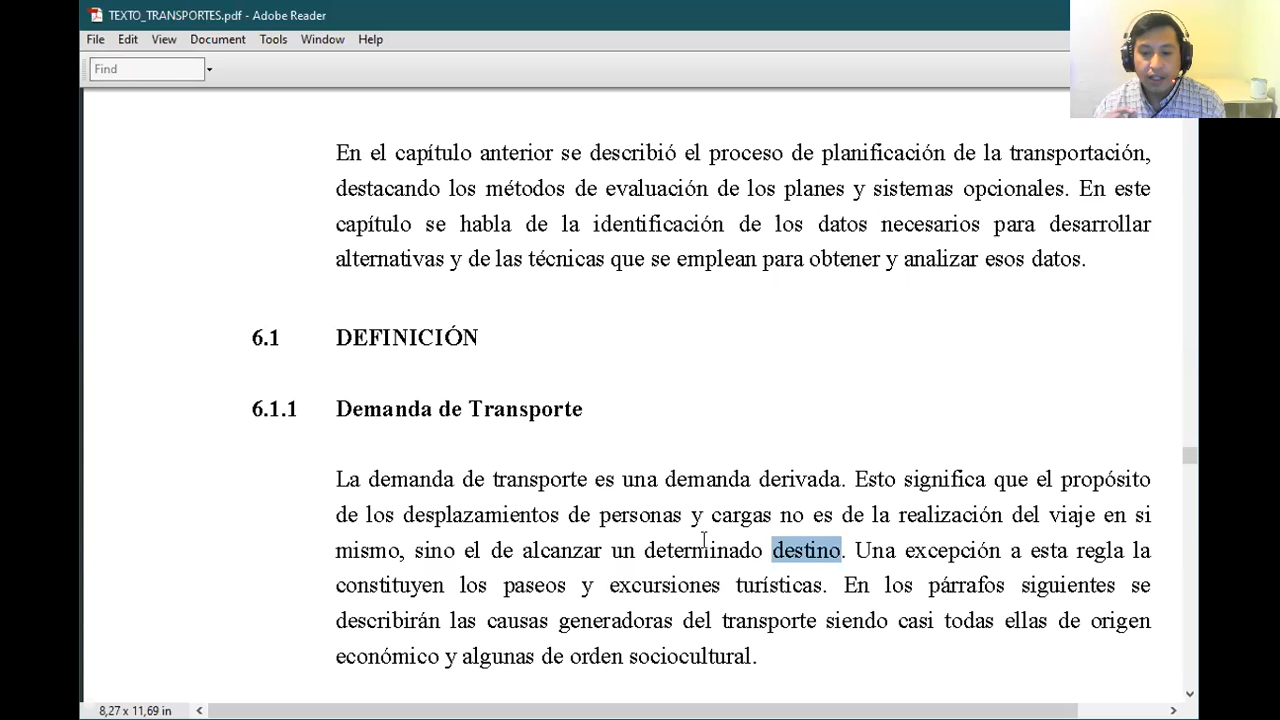 TEXTO_TRANSPORTES.pdf - Adobe Reader
File Edit View Document Tools Window Help
Find
En el capítulo anterior se describió el proceso de planificación de la transportación,
destacando los métodos de evaluación de los planes y sistemas opcionales. En este
capítulo se habla de la identificación de los datos necesarios para desarrollar
alternativas y de las técnicas que se emplean para obtener y analizar esos datos.
6.1 DEFINICIÓN
6.1.1 Demanda de Transporte
La demanda de transporte es una demanda derivada. Esto significa que el propósito
de los desplazamientos de personas y cargas no es de la realización del viaje en si
mismo, sino el de alcanzar un determinado destino. Una excepción a esta regla la
constituyen los paseos y excursiones turísticas. En los párrafos siguientes se
describirán las causas generadoras del transporte siendo casi todas ellas de origen
económico y algunas de orden sociocultural.
8,27 x 11,69 in